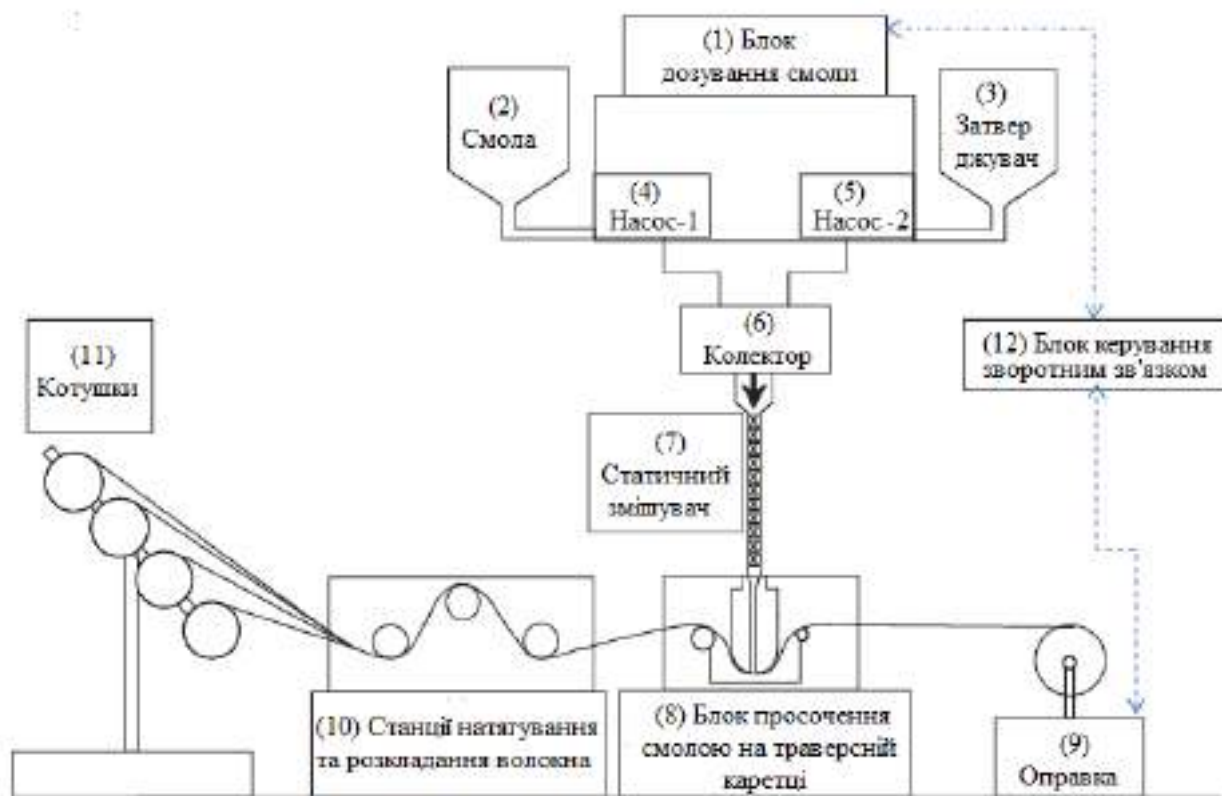 (1) Блок
дозування смоли
(2)
Смола
(3)
Затвер
джувач
(4)
Насос-1
(5)
Насос-2
(6)
Колектор
(11)
Котушки
(12) Блок керування
зворотним зв'язком
(7)
Статичний
змішувач
(10) Станції натягування
та розкладання волокна
(8) Блок просочення
смолою на траверсній
каретці
(9)
Оправка